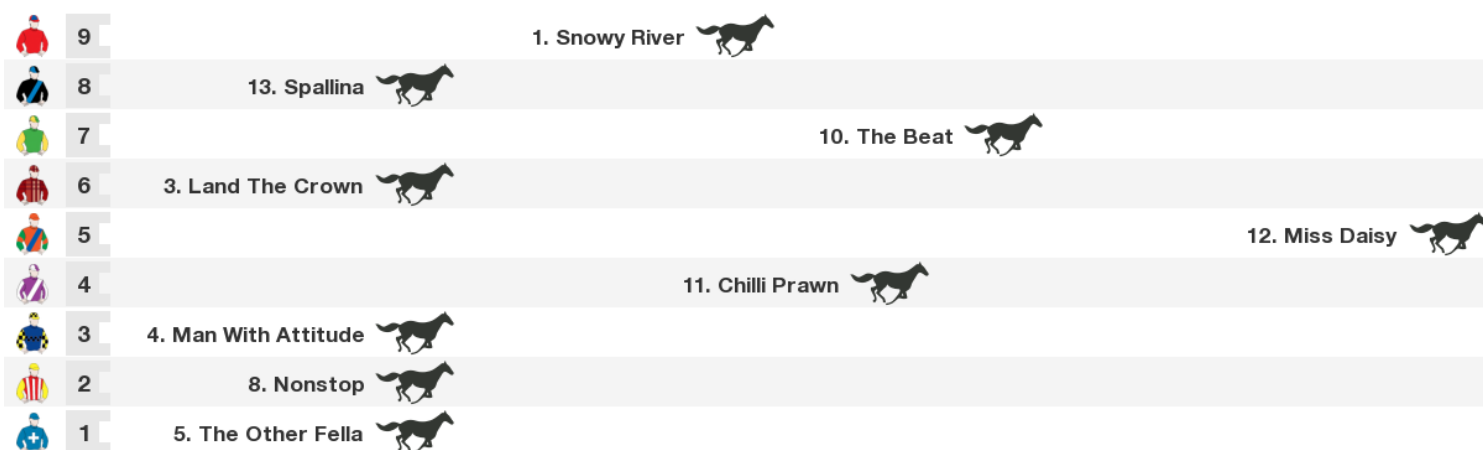 9 1. Snowy River
8 13. Spallina
7 10. The Beat
6 3. Land The Crown
5 12. Miss Daisy
4 11. Chilli Prawn
3 4. Man With Attitude
2 8. Nonstop
1 5. The Other Fella